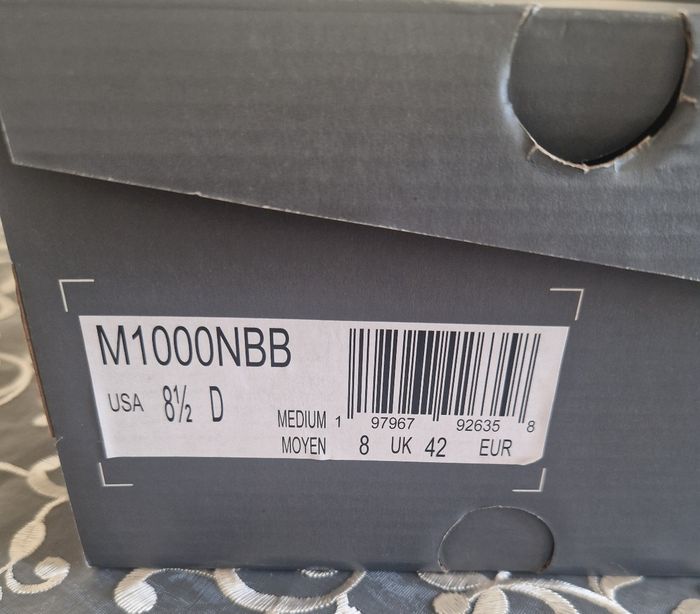 M1000NBB
USA 8½ D
1 97967 92635 8
MEDIUM
MOYEN 8 UK 42 EUR